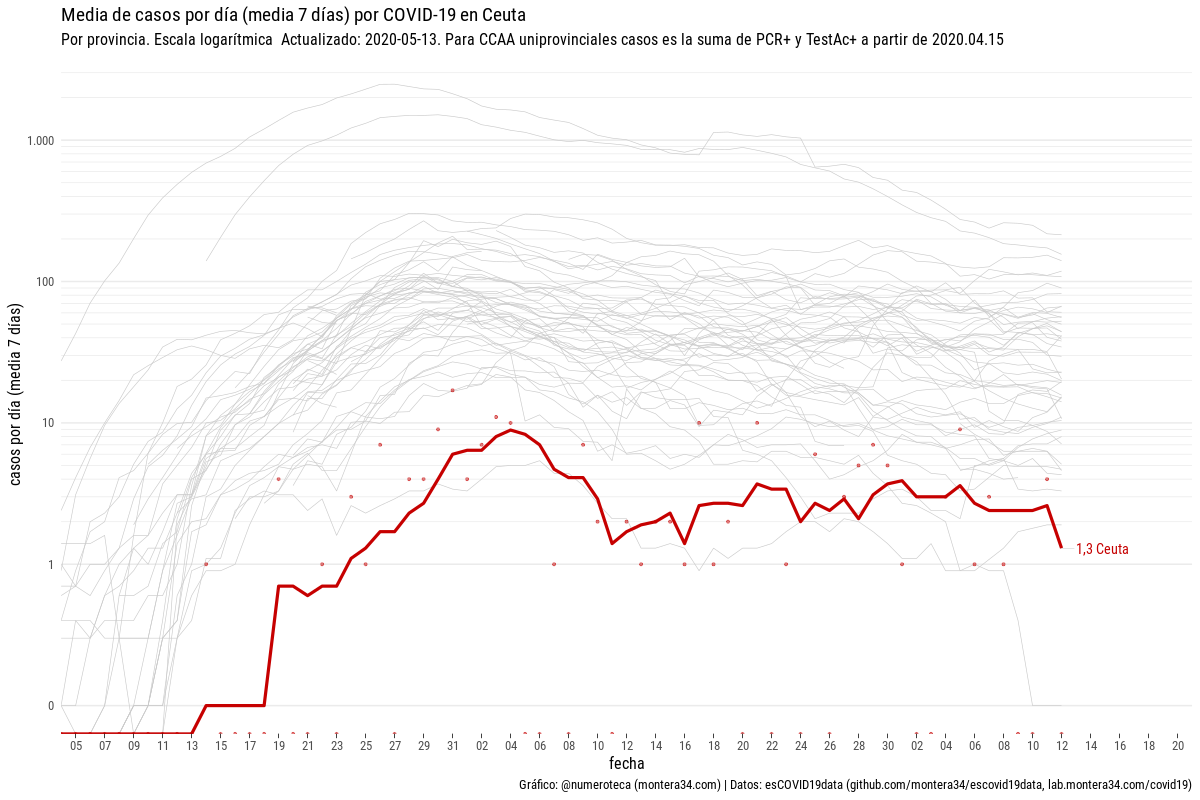 Media de casos por día (media 7 días) por COVID-19 en Ceuta
Por provincia. Escala logarítmica  Actualizado: 2020-05-13. Para CCAA uniprovinciales casos es la suma de PCR+ y TestAc+ a partir de 2020.04.15
casos por día (media 7 días)
1.000
100
10
1
0
1,3 Ceuta
05 07 09 11 13 15 17 19 21 23 25 27 29 31 02 04 06 08 10 12 14 16 18 20 22 24 26 28 30 02 04 06 08 10 12 14 16 18 20
fecha
Gráfico: @numeroteca (montera34.com) | Datos: esCOVID19data (github.com/montera34/escovid19data, lab.montera34.com/covid19)